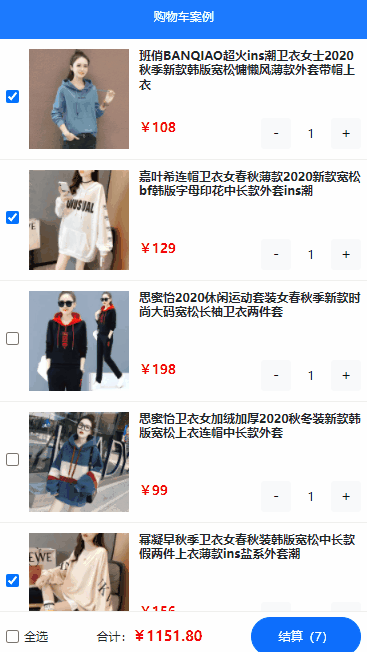 购物车案例
班俏BANQIAO超火ins潮卫衣女士2020
秋季新款韩版宽松慵懒风薄款外套带帽上
衣
￥108
- 1 +
嘉叶希连帽卫衣女春秋薄款2020新款宽松
bf韩版字母印花中长款外套ins潮
UNUSUAL
￥129
- 1 +
思蜜怡2020休闲运动套装女春秋季新款时
尚大码宽松长袖卫衣两件套
￥198
- 1 +
思蜜怡卫衣女加绒加厚2020秋冬装新款韩
版宽松上衣连帽中长款外套
￥99
- 1 +
幂凝早秋季卫衣女春秋装韩版宽松中长款
假两件上衣薄款ins盐系外套潮
￥156
全选
合计: ￥1151.80
结算（7）